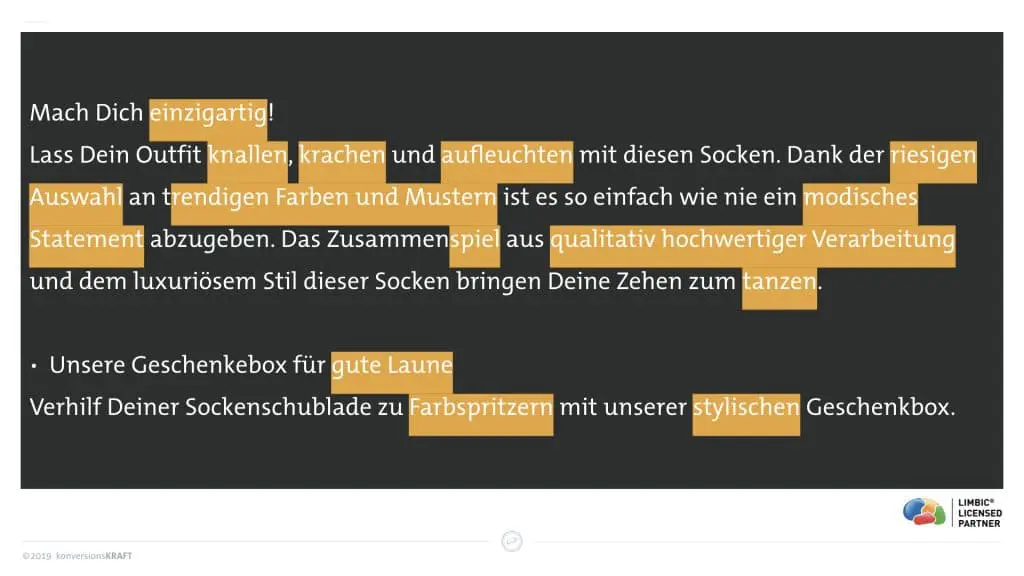 Mach Dich einzigartig!
Lass Dein Outfit knallen, krachen und aufleuchten mit diesen Socken. Dank der riesigen
Auswahl an trendigen Farben und Mustern ist es so einfach wie nie ein modisches
Statement abzugeben. Das Zusammenspiel aus qualitativ hochwertiger Verarbeitung
und dem luxuriösem Stil dieser Socken bringen Deine Zehen zum tanzen.
• Unsere Geschenkebox für gute Laune
Verhilf Deiner Sockenschublade zu Farbspritzern mit unserer stylischen Geschenkbox.
LIMBIC®
LICENSED
PARTNER
©2019 konversionsKRAFT